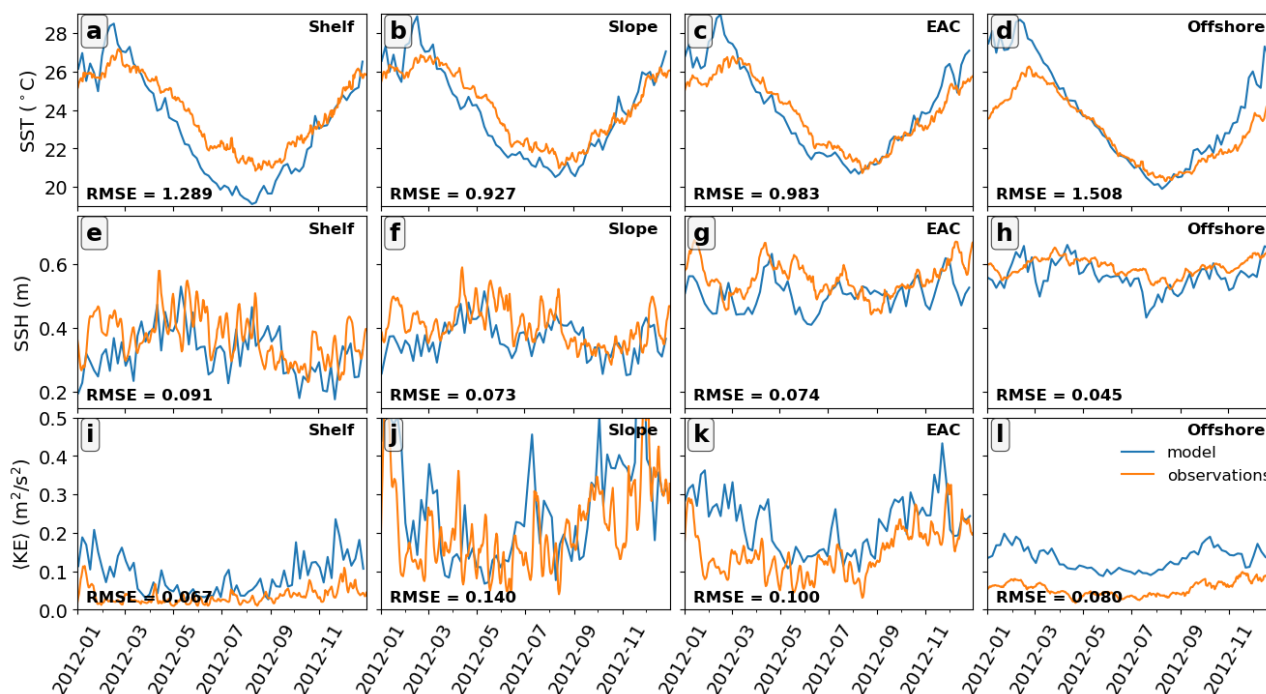 a Shelf
b Slope
c EAC
d Offshore
SST (°C)
28
26
24
22
20
RMSE = 1.289
RMSE = 0.927
RMSE = 0.983
RMSE = 1.508
e Shelf
f Slope
g EAC
h Offshore
SSH (m)
0.6
0.4
0.2
RMSE = 0.091
RMSE = 0.073
RMSE = 0.074
RMSE = 0.045
i Shelf
j Slope
k EAC
l Offshore
model
observations
⟨KE⟩ (m²/s²)
0.5
0.4
0.3
0.2
0.1
0.0
RMSE = 0.067
RMSE = 0.140
RMSE = 0.100
RMSE = 0.080
2012-01
2012-03
2012-05
2012-07
2012-09
2012-11
2012-01
2012-03
2012-05
2012-07
2012-09
2012-11
2012-01
2012-03
2012-05
2012-07
2012-09
2012-11
2012-01
2012-03
2012-05
2012-07
2012-09
2012-11